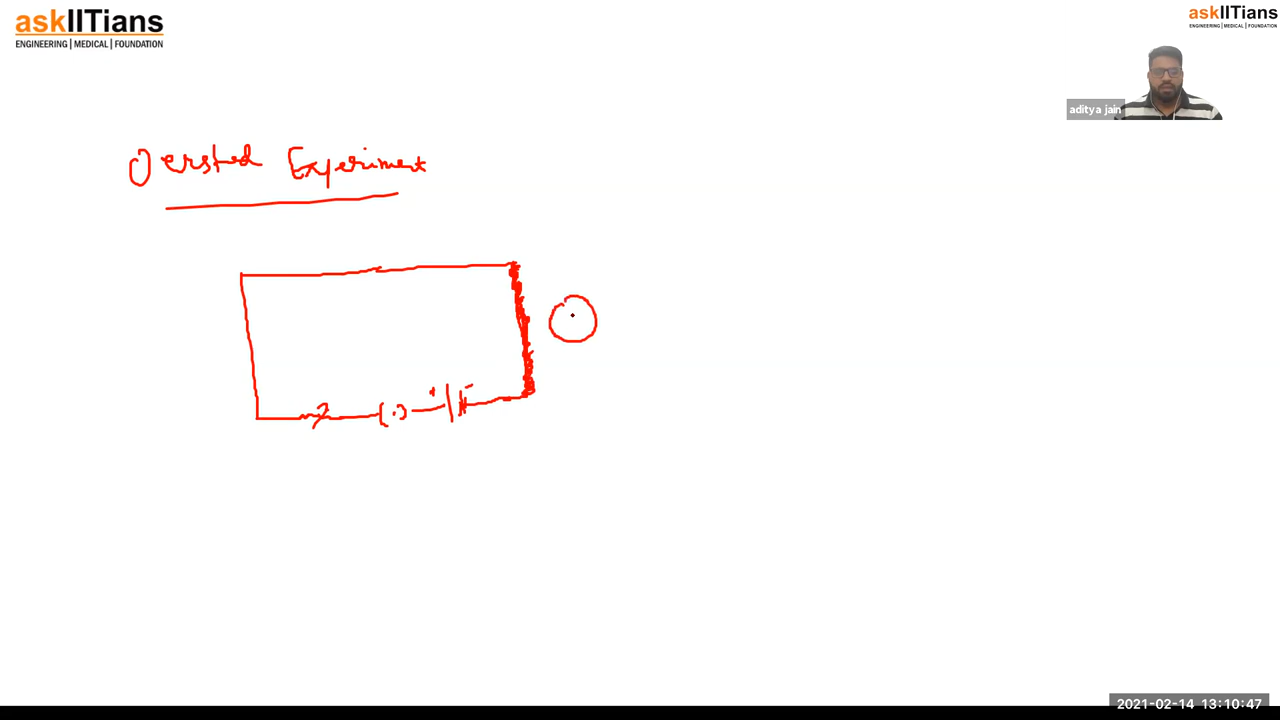 askIITians
ENGINEERING | MEDICAL | FOUNDATION
askIITians
ENGINEERING | MEDICAL | FOUNDATION
aditya jain
Oersted Experiment
+ -
2021-02-14 13:10:47